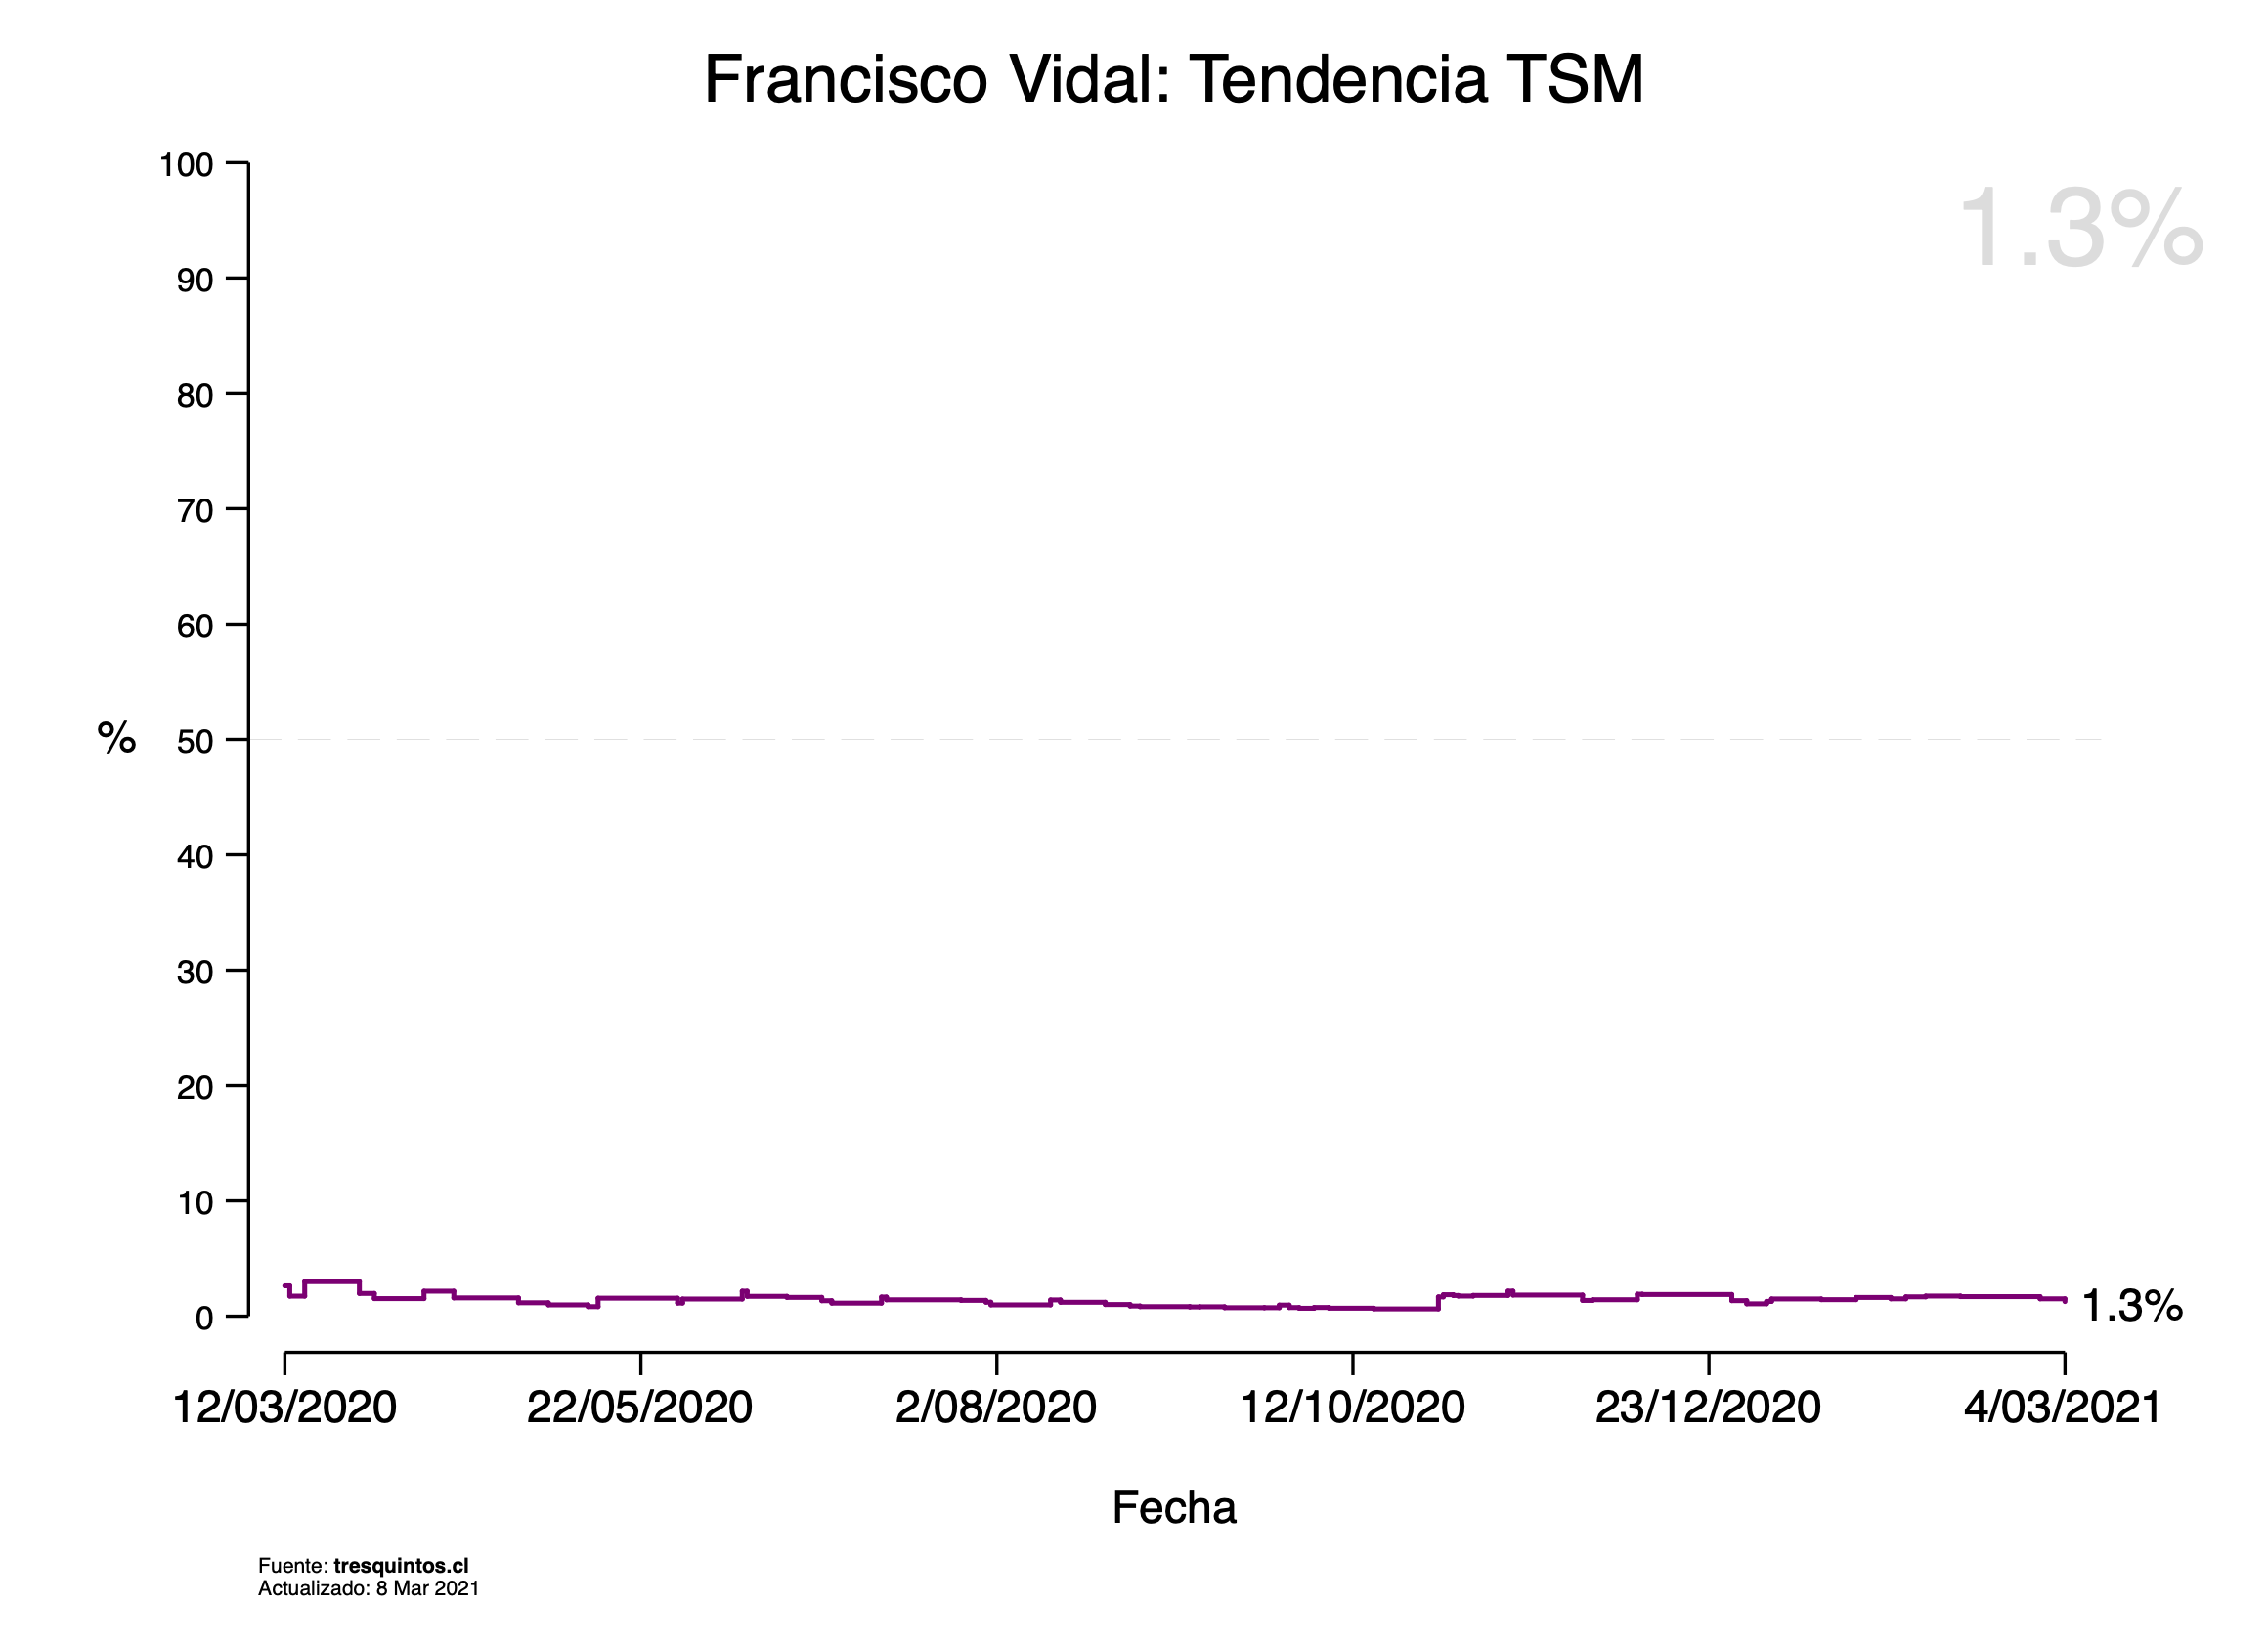 Francisco Vidal: Tendencia TSM
1.3%
100
90
80
70
60
50
40
30
20
10
0
%
1.3%
12/03/2020 22/05/2020 2/08/2020 12/10/2020 23/12/2020 4/03/2021
Fecha
Fuente: tresquintos.cl
Actualizado: 8 Mar 2021